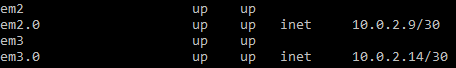 em2 up up
em2.0 up up inet 10.0.2.9/30
em3 up up
em3.0 up up inet 10.0.2.14/30